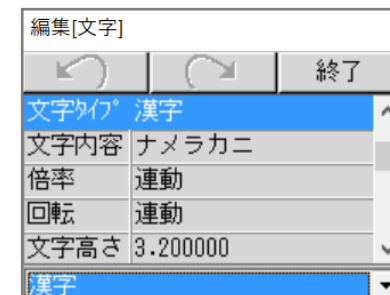 編集[文字]
終了
文字ﾀｲﾌﾟ 漢字
文字内容 ナメラカニ
倍率 連動
回転 連動
文字高さ 3.200000
漢字